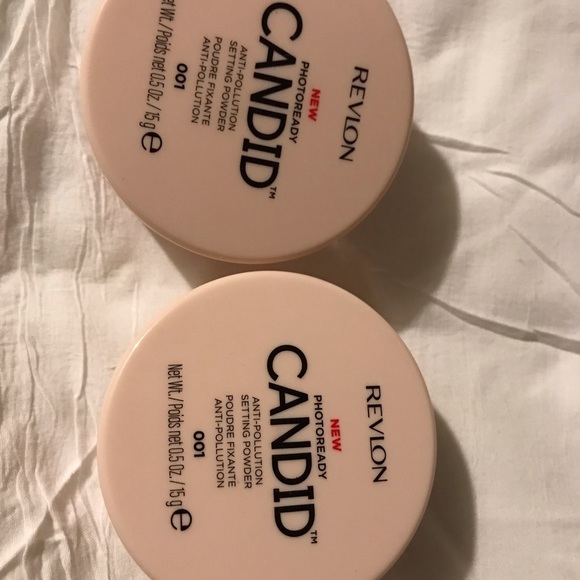 REVLON
NEW
PHOTOREADY
CANDID™
ANTI-POLLUTION
SETTING POWDER
POUDRE FIXANTE
ANTI-POLLUTION
001
et Wt./Poids net 0.5 Oz./15 g ℮
REVLON
NEW
PHOTOREADY
CANDID™
ANTI-POLLUTION
SETTING POWDER
POUDRE FIXANTE
ANTI-POLLUTION
001
Net Wt./Poids net 0.5 Oz./15 g ℮